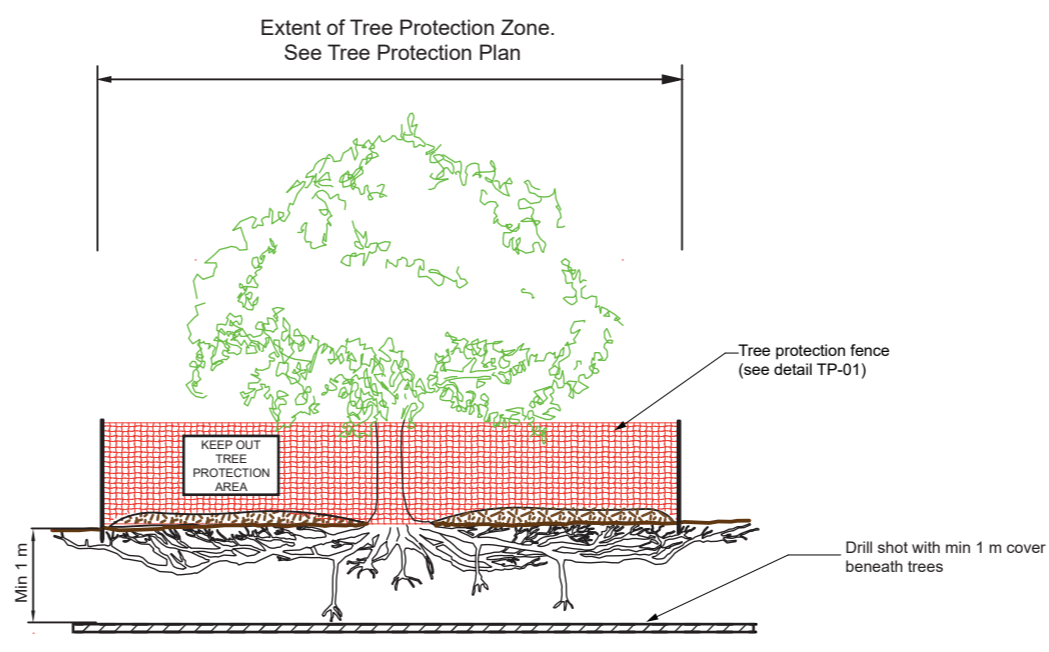 Extent of Tree Protection Zone.
See Tree Protection Plan
Tree protection fence
(see detail TP-01)
KEEP OUT
TREE
PROTECTION
AREA
Min 1 m
Drill shot with min 1 m cover
beneath trees